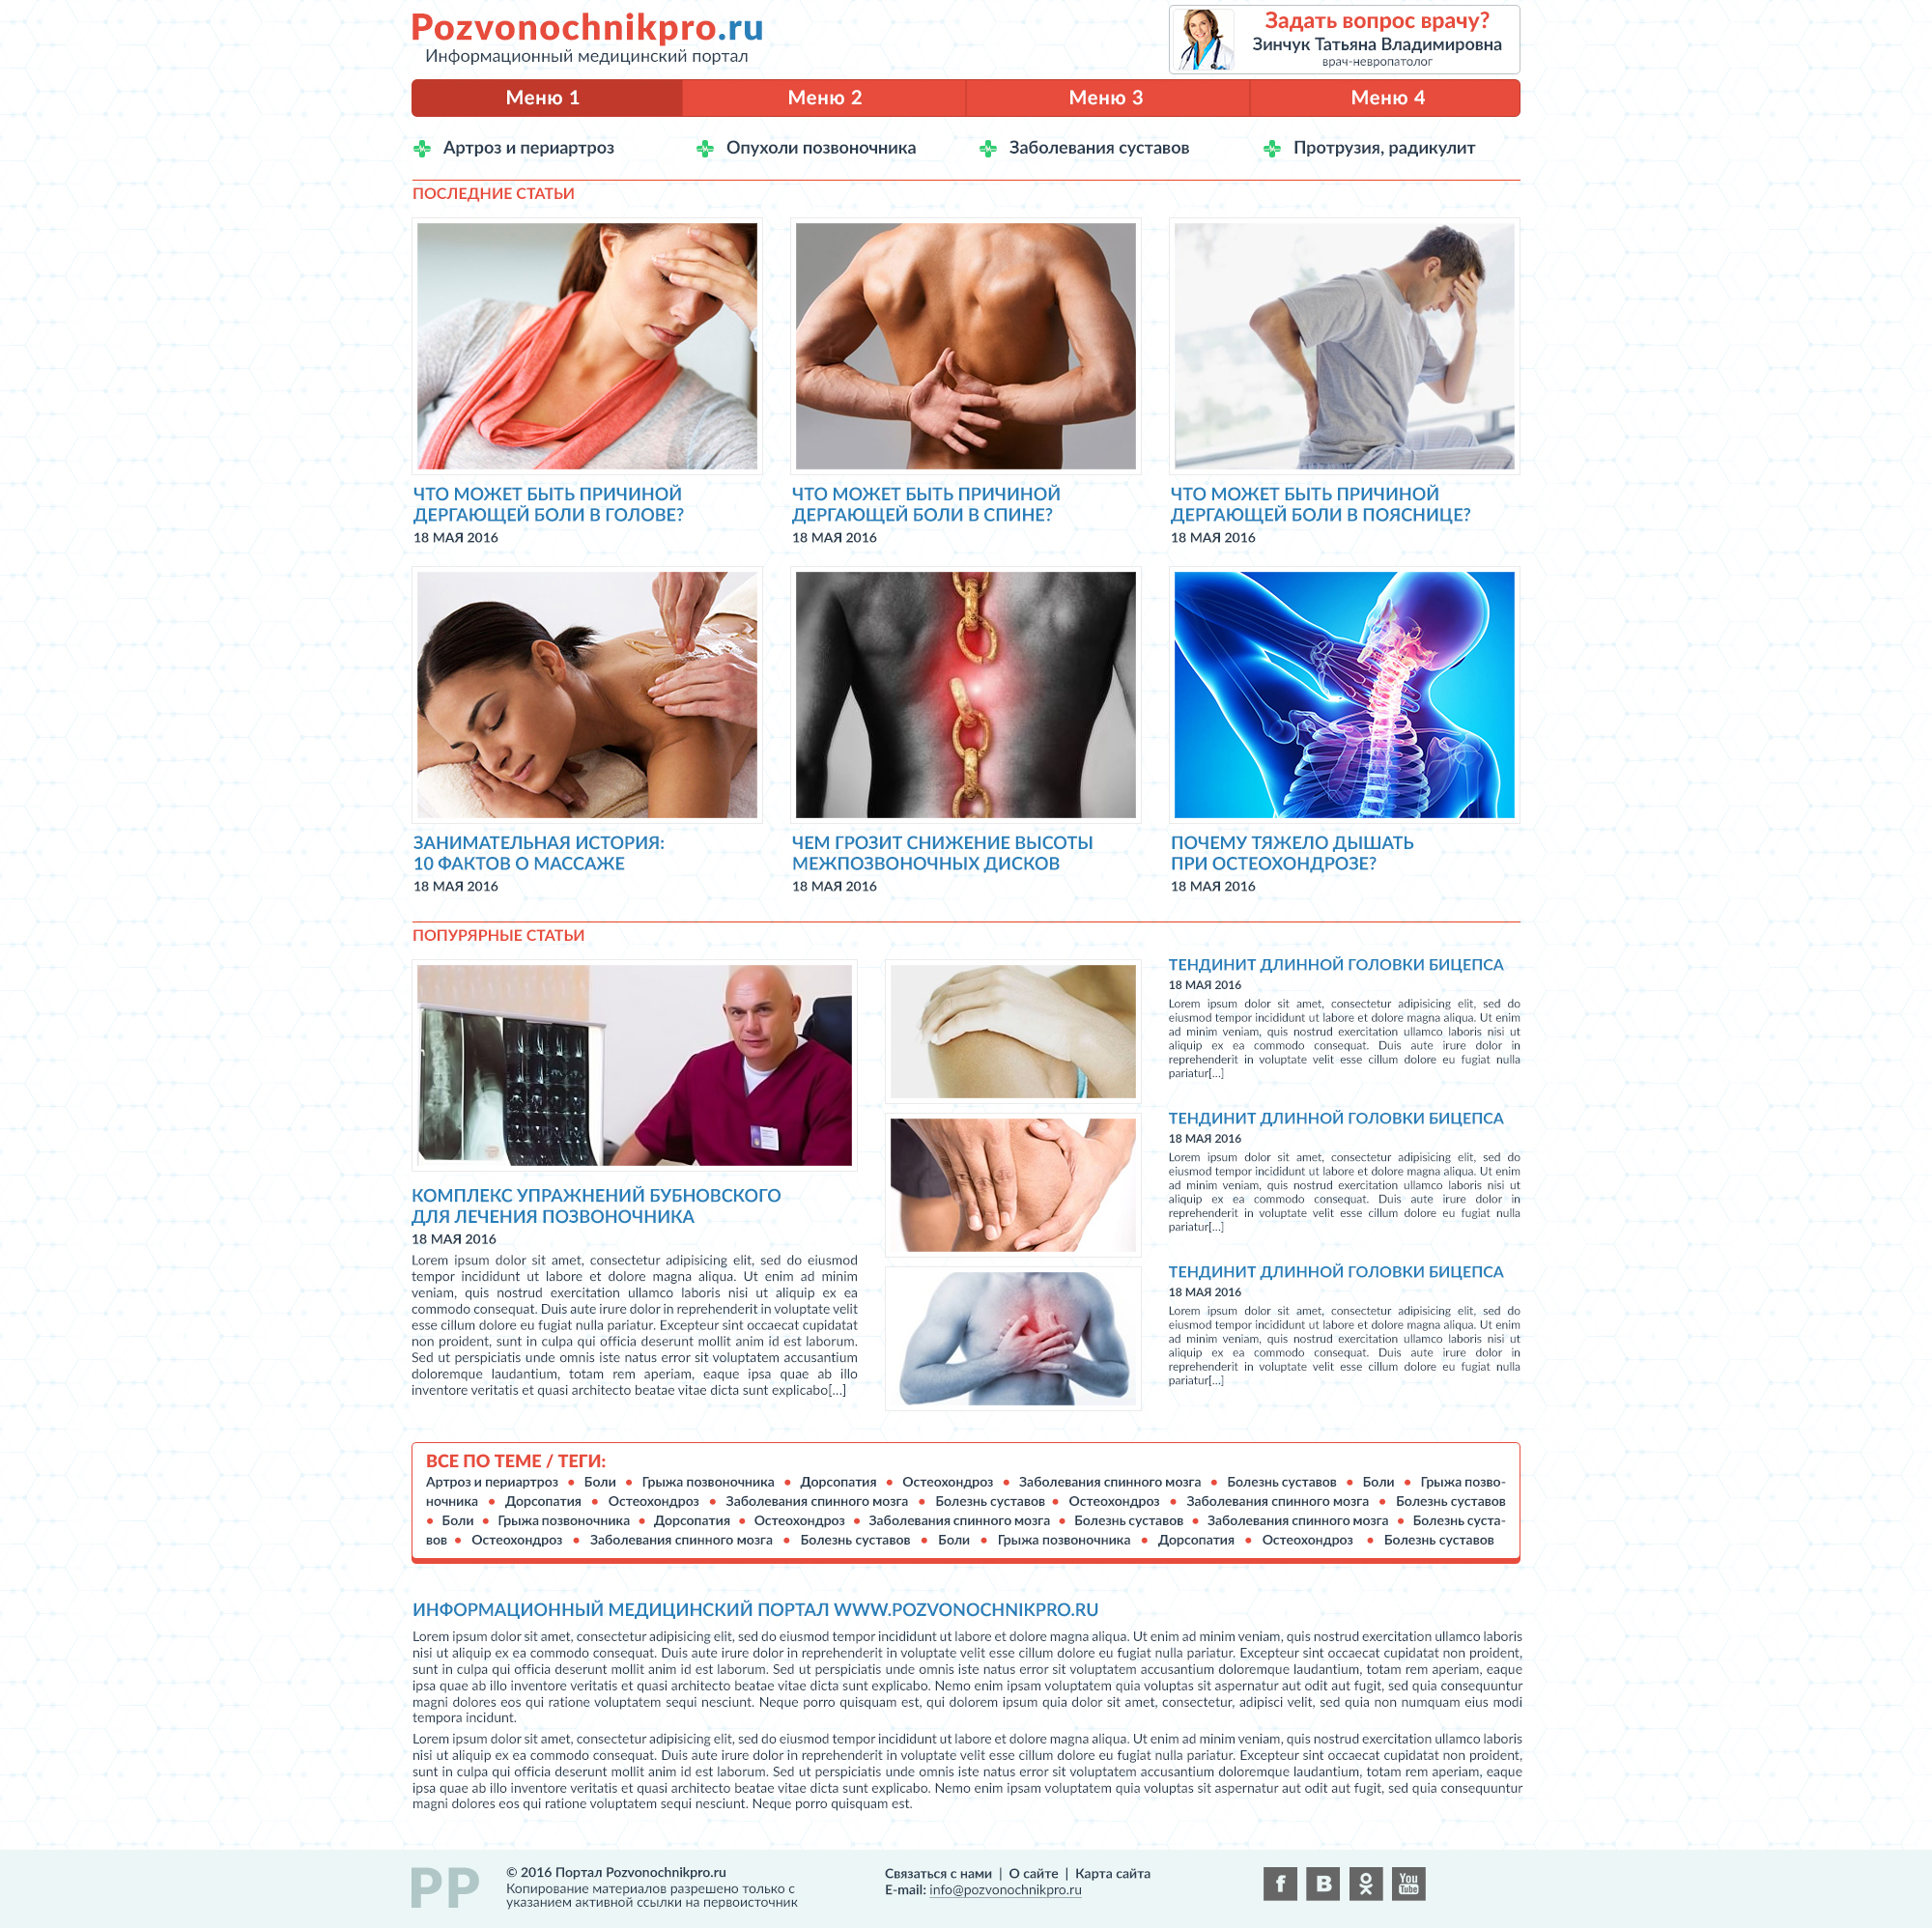 Pozvonochnikpro.ru
Информационный медицинский портал
Задать вопрос врачу?
Зинчук Татьяна Владимировна
врач-невропатолог
Меню 1
Меню 2
Меню 3
Меню 4
Артроз и периартроз
Опухоли позвоночника
Заболевания суставов
Протрузия, радикулит
ПОСЛЕДНИЕ СТАТЬИ
ЧТО МОЖЕТ БЫТЬ ПРИЧИНОЙ
ДЕРГАЮЩЕЙ БОЛИ В ГОЛОВЕ?
18 МАЯ 2016
ЧТО МОЖЕТ БЫТЬ ПРИЧИНОЙ
ДЕРГАЮЩЕЙ БОЛИ В СПИНЕ?
18 МАЯ 2016
ЧТО МОЖЕТ БЫТЬ ПРИЧИНОЙ
ДЕРГАЮЩЕЙ БОЛИ В ПОЯСНИЦЕ?
18 МАЯ 2016
ЗАНИМАТЕЛЬНАЯ ИСТОРИЯ:
10 ФАКТОВ О МАССАЖЕ
18 МАЯ 2016
ЧЕМ ГРОЗИТ СНИЖЕНИЕ ВЫСОТЫ
МЕЖПОЗВОНОЧНЫХ ДИСКОВ
18 МАЯ 2016
ПОЧЕМУ ТЯЖЕЛО ДЫШАТЬ
ПРИ ОСТЕОХОНДРОЗЕ?
18 МАЯ 2016
ПОПУРЯРНЫЕ СТАТЬИ
КОМПЛЕКС УПРАЖНЕНИЙ БУБНОВСКОГО
ДЛЯ ЛЕЧЕНИЯ ПОЗВОНОЧНИКА
18 МАЯ 2016
Lorem ipsum dolor sit amet, consectetur adipisicing elit, sed do eiusmod
tempor incididunt ut labore et dolore magna aliqua. Ut enim ad minim
veniam, quis nostrud exercitation ullamco laboris nisi ut aliquip ex ea
commodo consequat. Duis aute irure dolor in reprehenderit in voluptate velit
esse cillum dolore eu fugiat nulla pariatur. Excepteur sint occaecat cupidatat
non proident, sunt in culpa qui officia deserunt mollit anim id est laborum.
Sed ut perspiciatis unde omnis iste natus error sit voluptatem accusantium
doloremque laudantium, totam rem aperiam, eaque ipsa quae ab illo
inventore veritatis et quasi architecto beatae vitae dicta sunt explicabo[...]
ТЕНДИНИТ ДЛИННОЙ ГОЛОВКИ БИЦЕПСА
18 МАЯ 2016
Lorem ipsum dolor sit amet, consectetur adipisicing elit, sed do
eiusmod tempor incididunt ut labore et dolore magna aliqua. Ut enim
ad minim veniam, quis nostrud exercitation ullamco laboris nisi ut
aliquip ex ea commodo consequat. Duis aute irure dolor in
reprehenderit in voluptate velit esse cillum dolore eu fugiat nulla
pariatur[...]
ТЕНДИНИТ ДЛИННОЙ ГОЛОВКИ БИЦЕПСА
18 МАЯ 2016
Lorem ipsum dolor sit amet, consectetur adipisicing elit, sed do
eiusmod tempor incididunt ut labore et dolore magna aliqua. Ut enim
ad minim veniam, quis nostrud exercitation ullamco laboris nisi ut
aliquip ex ea commodo consequat. Duis aute irure dolor in
reprehenderit in voluptate velit esse cillum dolore eu fugiat nulla
pariatur[...]
ТЕНДИНИТ ДЛИННОЙ ГОЛОВКИ БИЦЕПСА
18 МАЯ 2016
Lorem ipsum dolor sit amet, consectetur adipisicing elit, sed do
eiusmod tempor incididunt ut labore et dolore magna aliqua. Ut enim
ad minim veniam, quis nostrud exercitation ullamco laboris nisi ut
aliquip ex ea commodo consequat. Duis aute irure dolor in
reprehenderit in voluptate velit esse cillum dolore eu fugiat nulla
pariatur[...]
ВСЕ ПО ТЕМЕ / ТЕГИ:
Артроз и периартроз • Боли • Грыжа позвоночника • Дорсопатия • Остеохондроз • Заболевания спинного мозга • Болезнь суставов • Боли • Грыжа позво-
ночника • Дорсопатия • Остеохондроз • Заболевания спинного мозга • Болезнь суставов • Остеохондроз • Заболевания спинного мозга • Болезнь суставов
• Боли • Грыжа позвоночника • Дорсопатия • Остеохондроз • Заболевания спинного мозга • Болезнь суставов • Заболевания спинного мозга • Болезнь суста-
вов • Остеохондроз • Заболевания спинного мозга • Болезнь суставов • Боли • Грыжа позвоночника • Дорсопатия • Остеохондроз • Болезнь суставов
ИНФОРМАЦИОННЫЙ МЕДИЦИНСКИЙ ПОРТАЛ WWW.POZVONOCHNIKPRO.RU
Lorem ipsum dolor sit amet, consectetur adipisicing elit, sed do eiusmod tempor incididunt ut labore et dolore magna aliqua. Ut enim ad minim veniam, quis nostrud exercitation ullamco laboris
nisi ut aliquip ex ea commodo consequat. Duis aute irure dolor in reprehenderit in voluptate velit esse cillum dolore eu fugiat nulla pariatur. Excepteur sint occaecat cupidatat non proident,
sunt in culpa qui officia deserunt mollit anim id est laborum. Sed ut perspiciatis unde omnis iste natus error sit voluptatem accusantium doloremque laudantium, totam rem aperiam, eaque
ipsa quae ab illo inventore veritatis et quasi architecto beatae vitae dicta sunt explicabo. Nemo enim ipsam voluptatem quia voluptas sit aspernatur aut odit aut fugit, sed quia consequuntur
magni dolores eos qui ratione voluptatem sequi nesciunt. Neque porro quisquam est, qui dolorem ipsum quia dolor sit amet, consectetur, adipisci velit, sed quia non numquam eius modi
tempora incidunt.
Lorem ipsum dolor sit amet, consectetur adipisicing elit, sed do eiusmod tempor incididunt ut labore et dolore magna aliqua. Ut enim ad minim veniam, quis nostrud exercitation ullamco laboris
nisi ut aliquip ex ea commodo consequat. Duis aute irure dolor in reprehenderit in voluptate velit esse cillum dolore eu fugiat nulla pariatur. Excepteur sint occaecat cupidatat non proident,
sunt in culpa qui officia deserunt mollit anim id est laborum. Sed ut perspiciatis unde omnis iste natus error sit voluptatem accusantium doloremque laudantium, totam rem aperiam, eaque
ipsa quae ab illo inventore veritatis et quasi architecto beatae vitae dicta sunt explicabo. Nemo enim ipsam voluptatem quia voluptas sit aspernatur aut odit aut fugit, sed quia consequuntur
magni dolores eos qui ratione voluptatem sequi nesciunt. Neque porro quisquam est.
PP
© 2016 Портал Pozvonochnikpro.ru
Копирование материалов разрешено только с
указанием активной ссылки на первоисточник
Связаться с нами | О сайте | Карта сайта
E-mail: info@pozvonochnikpro.ru
f
B
You
Tube